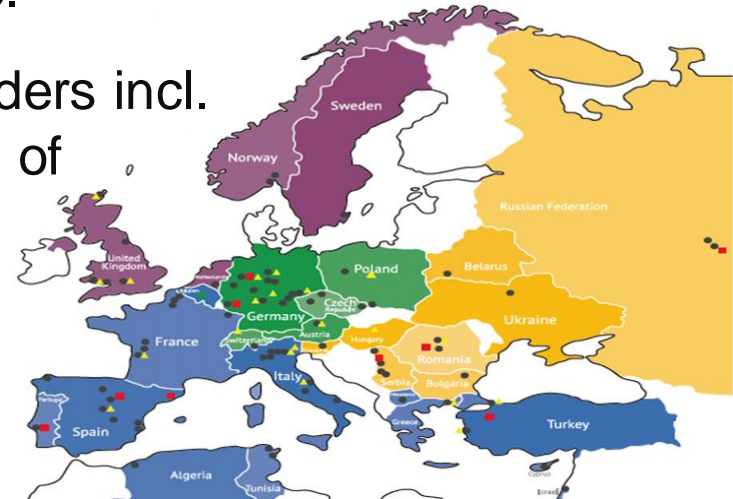 ders incl.
of
Sweden
Norway
Russian Federation
United
Kingdom
Netherlands
Poland
Belarus
Germany
Czech
Republic
Ukraine
France
Switzerland
Austria
Hungary
Romania
Italy
Serbia
Bulgaria
Portugal
Spain
Greece
Turkey
Algeria
Tunisia
Cyprus
Israel